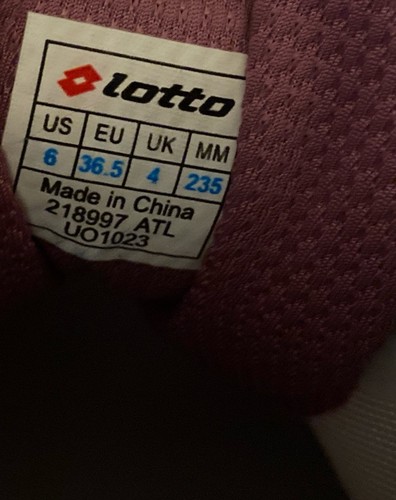 lotto
US EU UK MM
6 36.5 4 235
Made in China
218997 ATL
UO1023